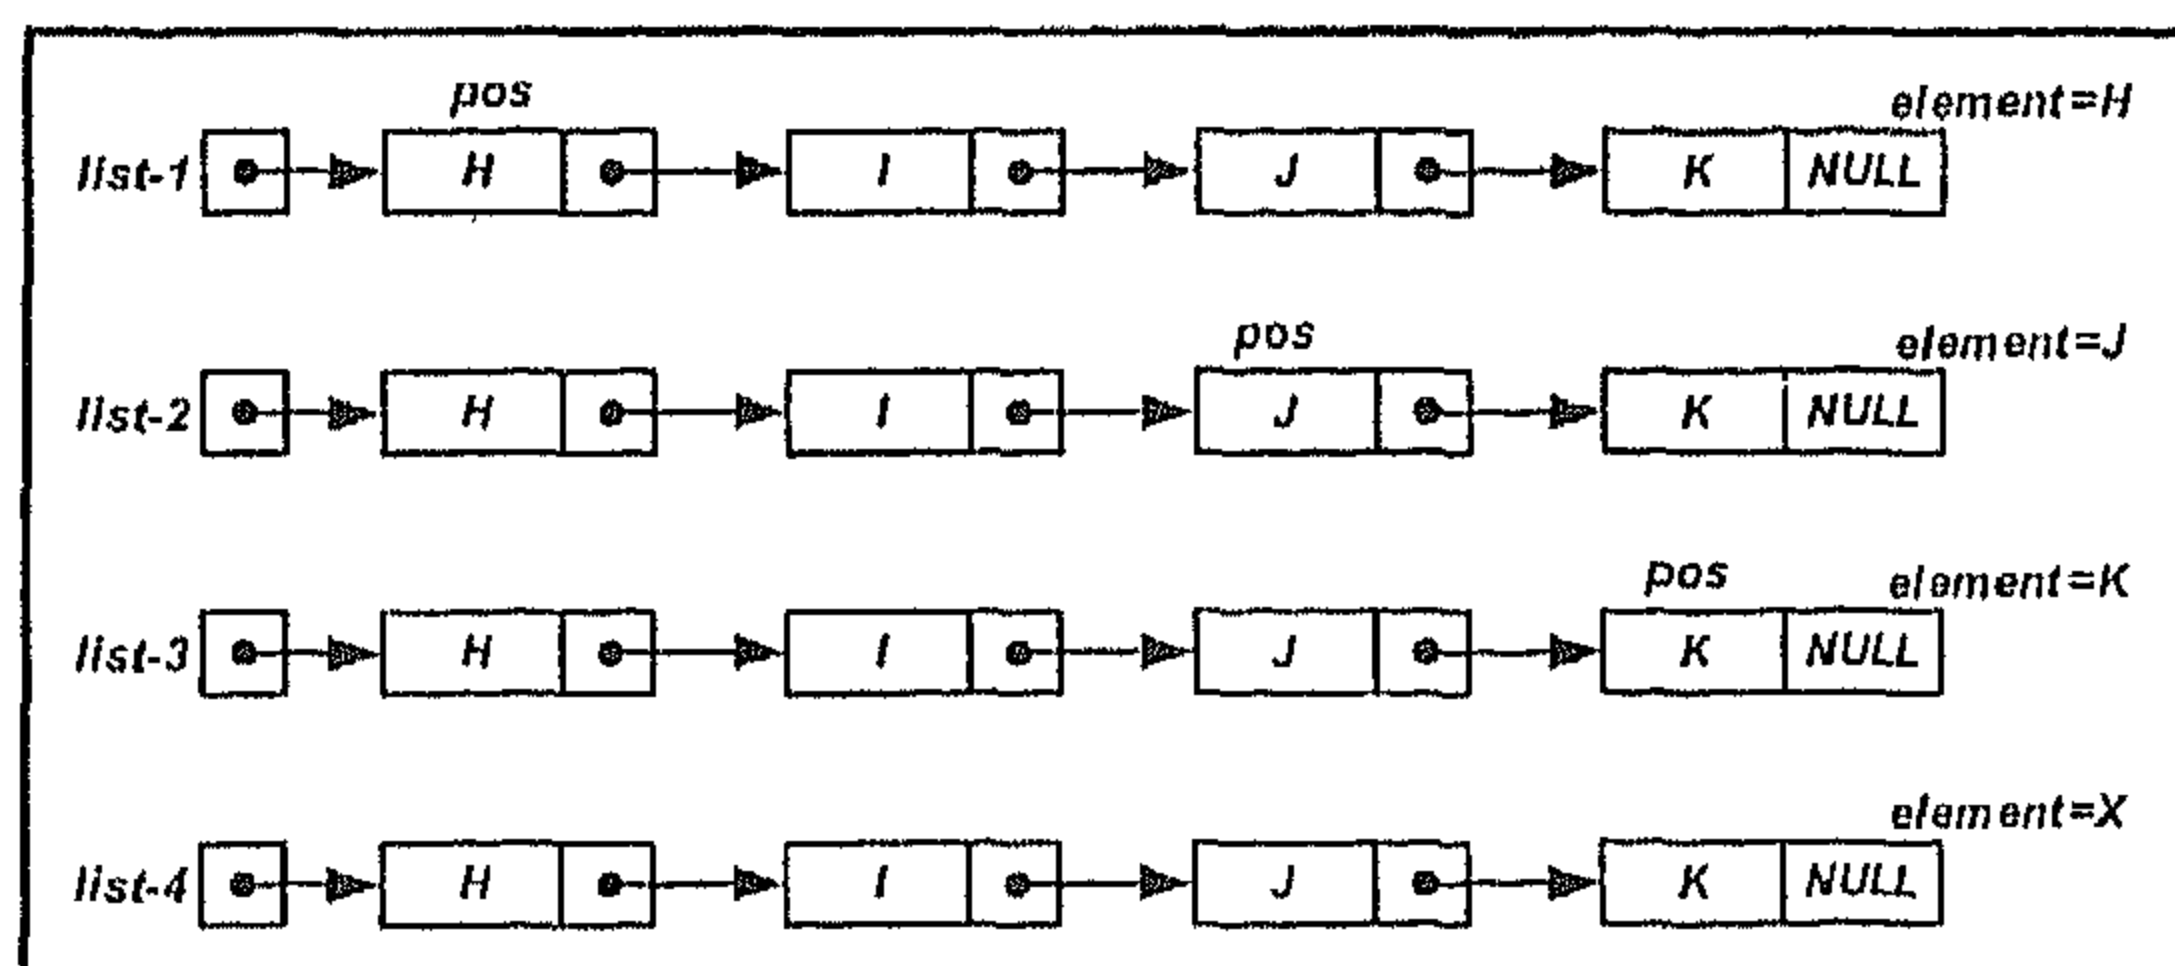 pos element=H
list-1 H I J K NULL
pos element=J
list-2 H I J K NULL
pos element=K
list-3 H I J K NULL
element=X
list-4 H I J K NULL